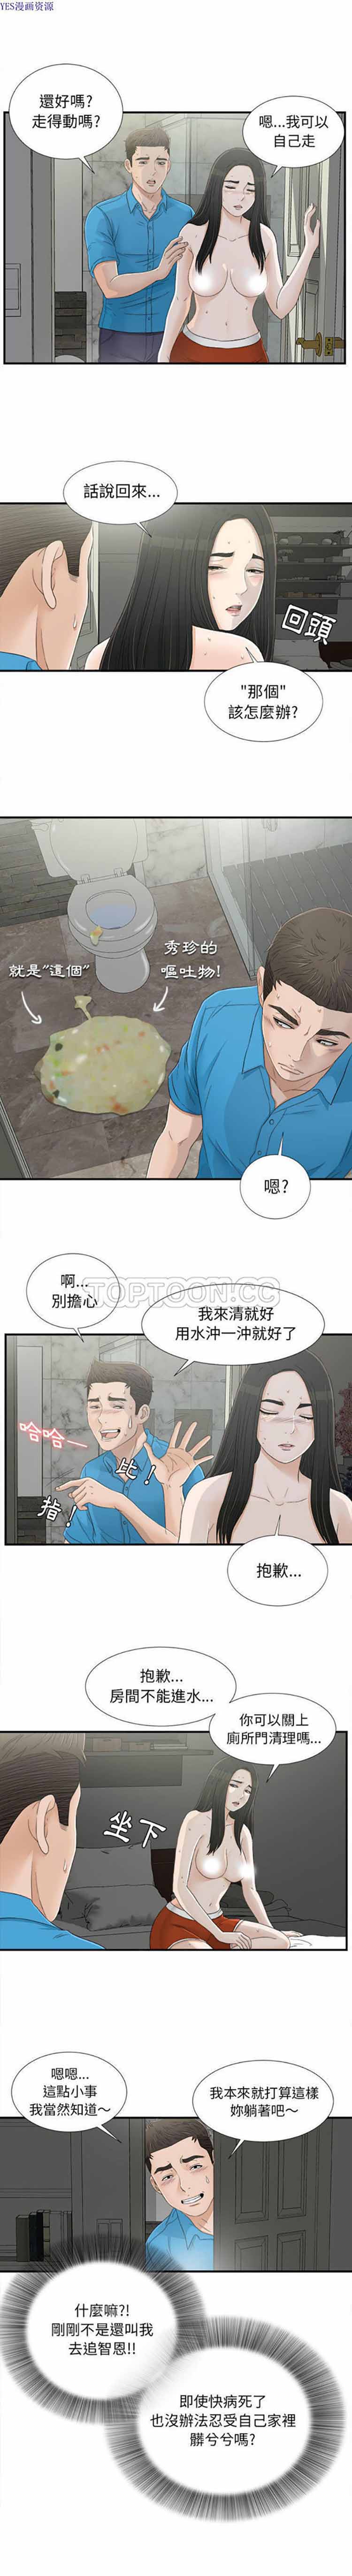 YES漫画资源
還好嗎?
走得動嗎?
嗯...我可以
自己走
話說回來...
回頭
"那個"
該怎麼辦?
秀珍的
嘔吐物!
就是"這個"
嗯?
啊...
別擔心
TOPTOON.CC
我來清就好
用水沖一沖就好了
哈哈—
比!
指!
抱歉...
抱歉...
房間不能進水...
你可以關上
廁所門清理嗎...
坐下
嗯嗯...
這點小事
我當然知道～
我本來就打算這樣
妳躺著吧～
什麼嘛?!
剛剛不是還叫我
去追智恩!!
即使快病死了
也沒辦法忍受自己家裡
髒兮兮嗎?